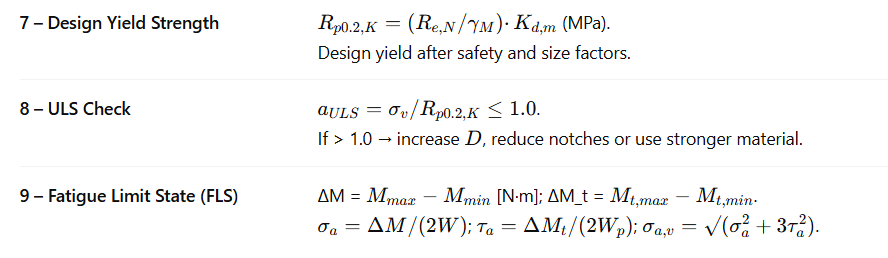 7 – Design Yield Strength R_{p0.2,K} = (R_{e,N}/γ_M)· K_{d,m} (MPa).
Design yield after safety and size factors.
8 – ULS Check a_{ULS} = σ_v/R_{p0.2,K} ≤ 1.0.
If > 1.0 → increase D, reduce notches or use stronger material.
9 – Fatigue Limit State (FLS) ΔM = M_{max} − M_{min} [N·m]; ΔM_t = M_{t,max} − M_{t,min}.
σ_a = ΔM/(2W); τ_a = ΔM_t/(2W_p); σ_{a,v} = √(σ_a^2 + 3τ_a^2).